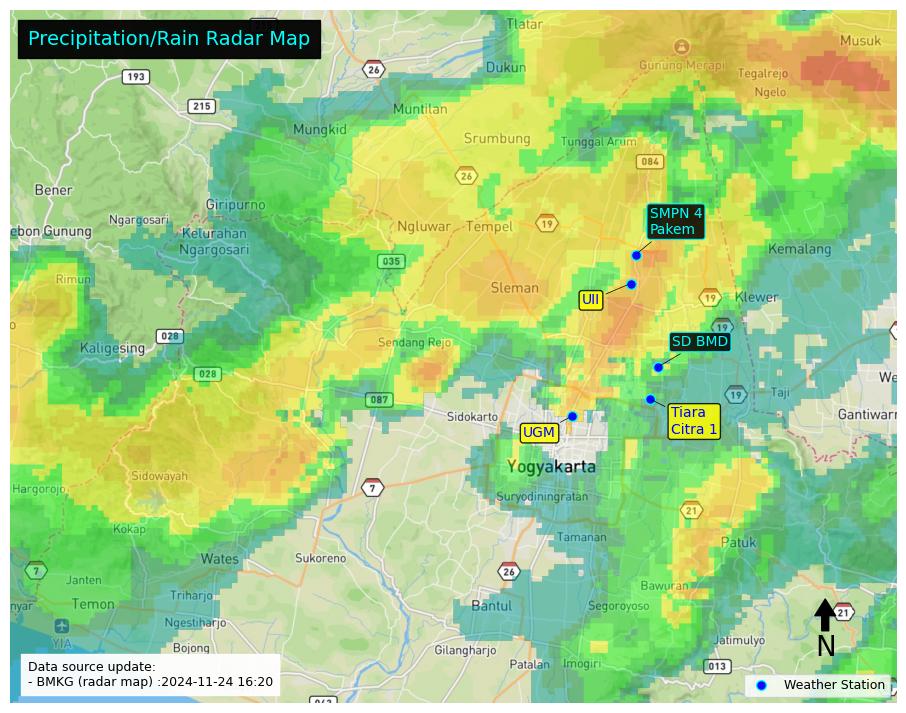 Precipitation/Rain Radar Map
Tlatar
Musuk
26
Dukun
Gunung Merapi
Tegalrejo
193
Ngelo
215
Muntilan
Mungkid
Srumbung
Tunggal Arum
084
26
Bener
Ngargosari
Giripurno
SMPN 4
Pakem
ebon Gunung
Kelurahan
Ngargosari
Ngluwar
Tempel
19
Kemalang
035
Rimun
Sleman
UII
19
Klewer
o
19
028
Kaligesing
Sendang Rejo
SD BMD
028
We
087
Taji
19
Sidokarto
Tiara
Citra 1
Gantiwarn
UGM
Yogyakarta
Sidowayah
Hargorojo
7
Suryodiningratan
21
Kokap
Tamanan
Patuk
Wates
Sukoreno
7
Janten
26
Bawuran
Temon
Triharjo
Bantul
Segoroyoso
nyar
21
Ngestiharjo
YIA
Jatimulyo
N
Bojong
Gilangharjo
Patalan
Imogiri
013
Data source update:
- BMKG (radar map) :2024-11-24 16:20
Weather Station